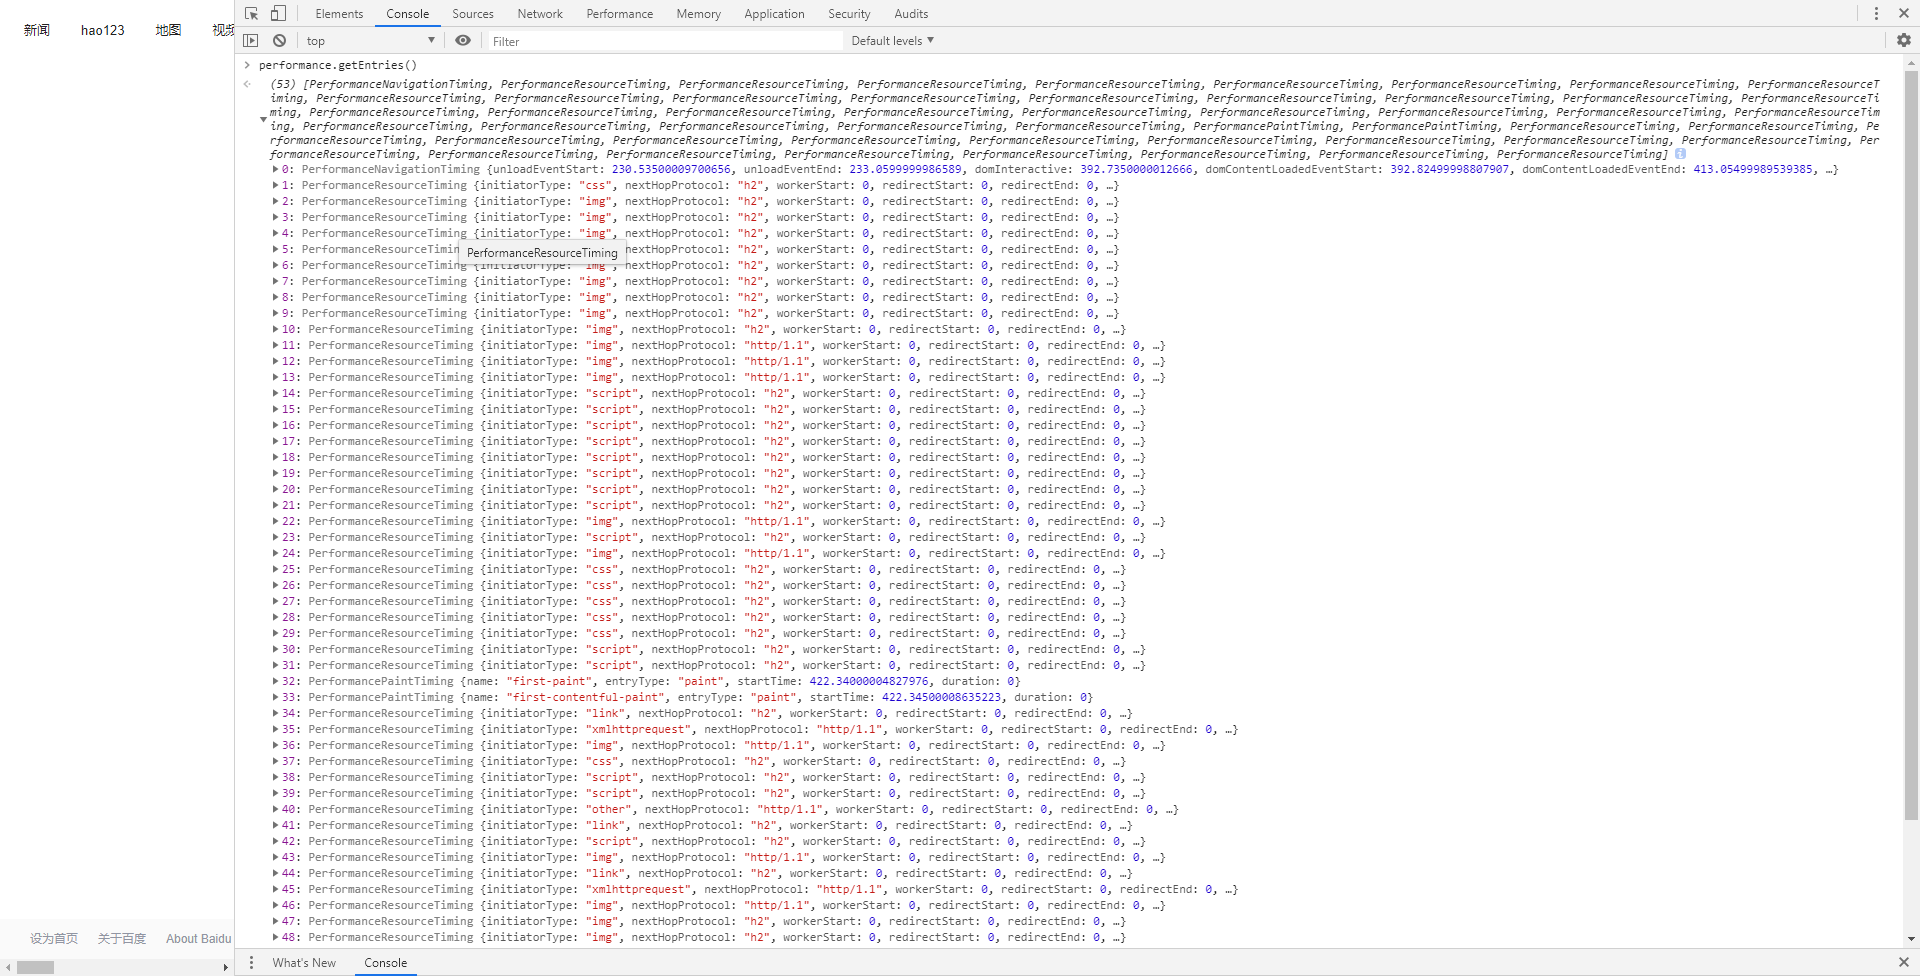 新闻 hao123 地图 视频
Elements Console Sources Network Performance Memory Application Security Audits
top Filter Default levels
performance.getEntries()
(53) [PerformanceNavigationTiming, PerformanceResourceTiming, PerformanceResourceTiming, PerformanceResourceTiming, PerformanceResourceTiming, PerformanceResourceTiming, PerformanceResourceTiming, PerformanceResourceTiming, PerformanceResourceT
iming, PerformanceResourceTiming, PerformanceResourceTiming, PerformanceResourceTiming, PerformanceResourceTiming, PerformanceResourceTiming, PerformanceResourceTiming, PerformanceResourceTiming, PerformanceResourceTiming, PerformanceResourceTi
ming, PerformanceResourceTiming, PerformanceResourceTiming, PerformanceResourceTiming, PerformanceResourceTiming, PerformanceResourceTiming, PerformanceResourceTiming, PerformanceResourceTiming, PerformanceResourceTiming, PerformanceResourceTim
ing, PerformanceResourceTiming, PerformanceResourceTiming, PerformanceResourceTiming, PerformanceResourceTiming, PerformanceResourceTiming, PerformancePaintTiming, PerformancePaintTiming, PerformanceResourceTiming, PerformanceResourceTiming, Pe
rformanceResourceTiming, PerformanceResourceTiming, PerformanceResourceTiming, PerformanceResourceTiming, PerformanceResourceTiming, PerformanceResourceTiming, PerformanceResourceTiming, PerformanceResourceTiming, PerformanceResourceTiming, Per
formanceResourceTiming, PerformanceResourceTiming, PerformanceResourceTiming, PerformanceResourceTiming, PerformanceResourceTiming, PerformanceResourceTiming, PerformanceResourceTiming, PerformanceResourceTiming]
0: PerformanceNavigationTiming {unloadEventStart: 230.53500009700656, unloadEventEnd: 233.0599999986589, domInteractive: 392.7350000012666, domContentLoadedEventStart: 392.82499998807907, domContentLoadedEventEnd: 413.05499989539385, …}
1: PerformanceResourceTiming {initiatorType: "css", nextHopProtocol: "h2", workerStart: 0, redirectStart: 0, redirectEnd: 0, …}
2: PerformanceResourceTiming {initiatorType: "img", nextHopProtocol: "h2", workerStart: 0, redirectStart: 0, redirectEnd: 0, …}
3: PerformanceResourceTiming {initiatorType: "img", nextHopProtocol: "h2", workerStart: 0, redirectStart: 0, redirectEnd: 0, …}
4: PerformanceResourceTiming {initiatorType: "img", nextHopProtocol: "h2", workerStart: 0, redirectStart: 0, redirectEnd: 0, …}
5: PerformanceResourceTiming nextHopProtocol: "h2", workerStart: 0, redirectStart: 0, redirectEnd: 0, …}
PerformanceResourceTiming
6: PerformanceResourceTiming {initiatorType: "img", nextHopProtocol: "h2", workerStart: 0, redirectStart: 0, redirectEnd: 0, …}
7: PerformanceResourceTiming {initiatorType: "img", nextHopProtocol: "h2", workerStart: 0, redirectStart: 0, redirectEnd: 0, …}
8: PerformanceResourceTiming {initiatorType: "img", nextHopProtocol: "h2", workerStart: 0, redirectStart: 0, redirectEnd: 0, …}
9: PerformanceResourceTiming {initiatorType: "img", nextHopProtocol: "h2", workerStart: 0, redirectStart: 0, redirectEnd: 0, …}
10: PerformanceResourceTiming {initiatorType: "img", nextHopProtocol: "h2", workerStart: 0, redirectStart: 0, redirectEnd: 0, …}
11: PerformanceResourceTiming {initiatorType: "img", nextHopProtocol: "http/1.1", workerStart: 0, redirectStart: 0, redirectEnd: 0, …}
12: PerformanceResourceTiming {initiatorType: "img", nextHopProtocol: "http/1.1", workerStart: 0, redirectStart: 0, redirectEnd: 0, …}
13: PerformanceResourceTiming {initiatorType: "img", nextHopProtocol: "http/1.1", workerStart: 0, redirectStart: 0, redirectEnd: 0, …}
14: PerformanceResourceTiming {initiatorType: "script", nextHopProtocol: "h2", workerStart: 0, redirectStart: 0, redirectEnd: 0, …}
15: PerformanceResourceTiming {initiatorType: "script", nextHopProtocol: "h2", workerStart: 0, redirectStart: 0, redirectEnd: 0, …}
16: PerformanceResourceTiming {initiatorType: "script", nextHopProtocol: "h2", workerStart: 0, redirectStart: 0, redirectEnd: 0, …}
17: PerformanceResourceTiming {initiatorType: "script", nextHopProtocol: "h2", workerStart: 0, redirectStart: 0, redirectEnd: 0, …}
18: PerformanceResourceTiming {initiatorType: "script", nextHopProtocol: "h2", workerStart: 0, redirectStart: 0, redirectEnd: 0, …}
19: PerformanceResourceTiming {initiatorType: "script", nextHopProtocol: "h2", workerStart: 0, redirectStart: 0, redirectEnd: 0, …}
20: PerformanceResourceTiming {initiatorType: "script", nextHopProtocol: "h2", workerStart: 0, redirectStart: 0, redirectEnd: 0, …}
21: PerformanceResourceTiming {initiatorType: "script", nextHopProtocol: "h2", workerStart: 0, redirectStart: 0, redirectEnd: 0, …}
22: PerformanceResourceTiming {initiatorType: "img", nextHopProtocol: "http/1.1", workerStart: 0, redirectStart: 0, redirectEnd: 0, …}
23: PerformanceResourceTiming {initiatorType: "script", nextHopProtocol: "h2", workerStart: 0, redirectStart: 0, redirectEnd: 0, …}
24: PerformanceResourceTiming {initiatorType: "img", nextHopProtocol: "http/1.1", workerStart: 0, redirectStart: 0, redirectEnd: 0, …}
25: PerformanceResourceTiming {initiatorType: "css", nextHopProtocol: "h2", workerStart: 0, redirectStart: 0, redirectEnd: 0, …}
26: PerformanceResourceTiming {initiatorType: "css", nextHopProtocol: "h2", workerStart: 0, redirectStart: 0, redirectEnd: 0, …}
27: PerformanceResourceTiming {initiatorType: "css", nextHopProtocol: "h2", workerStart: 0, redirectStart: 0, redirectEnd: 0, …}
28: PerformanceResourceTiming {initiatorType: "css", nextHopProtocol: "h2", workerStart: 0, redirectStart: 0, redirectEnd: 0, …}
29: PerformanceResourceTiming {initiatorType: "css", nextHopProtocol: "h2", workerStart: 0, redirectStart: 0, redirectEnd: 0, …}
30: PerformanceResourceTiming {initiatorType: "script", nextHopProtocol: "h2", workerStart: 0, redirectStart: 0, redirectEnd: 0, …}
31: PerformanceResourceTiming {initiatorType: "script", nextHopProtocol: "h2", workerStart: 0, redirectStart: 0, redirectEnd: 0, …}
32: PerformancePaintTiming {name: "first-paint", entryType: "paint", startTime: 422.34000004827976, duration: 0}
33: PerformancePaintTiming {name: "first-contentful-paint", entryType: "paint", startTime: 422.34500008635223, duration: 0}
34: PerformanceResourceTiming {initiatorType: "link", nextHopProtocol: "h2", workerStart: 0, redirectStart: 0, redirectEnd: 0, …}
35: PerformanceResourceTiming {initiatorType: "xmlhttprequest", nextHopProtocol: "http/1.1", workerStart: 0, redirectStart: 0, redirectEnd: 0, …}
36: PerformanceResourceTiming {initiatorType: "img", nextHopProtocol: "http/1.1", workerStart: 0, redirectStart: 0, redirectEnd: 0, …}
37: PerformanceResourceTiming {initiatorType: "css", nextHopProtocol: "h2", workerStart: 0, redirectStart: 0, redirectEnd: 0, …}
38: PerformanceResourceTiming {initiatorType: "script", nextHopProtocol: "h2", workerStart: 0, redirectStart: 0, redirectEnd: 0, …}
39: PerformanceResourceTiming {initiatorType: "script", nextHopProtocol: "h2", workerStart: 0, redirectStart: 0, redirectEnd: 0, …}
40: PerformanceResourceTiming {initiatorType: "other", nextHopProtocol: "http/1.1", workerStart: 0, redirectStart: 0, redirectEnd: 0, …}
41: PerformanceResourceTiming {initiatorType: "link", nextHopProtocol: "h2", workerStart: 0, redirectStart: 0, redirectEnd: 0, …}
42: PerformanceResourceTiming {initiatorType: "script", nextHopProtocol: "h2", workerStart: 0, redirectStart: 0, redirectEnd: 0, …}
43: PerformanceResourceTiming {initiatorType: "img", nextHopProtocol: "http/1.1", workerStart: 0, redirectStart: 0, redirectEnd: 0, …}
44: PerformanceResourceTiming {initiatorType: "link", nextHopProtocol: "h2", workerStart: 0, redirectStart: 0, redirectEnd: 0, …}
45: PerformanceResourceTiming {initiatorType: "xmlhttprequest", nextHopProtocol: "http/1.1", workerStart: 0, redirectStart: 0, redirectEnd: 0, …}
46: PerformanceResourceTiming {initiatorType: "img", nextHopProtocol: "http/1.1", workerStart: 0, redirectStart: 0, redirectEnd: 0, …}
47: PerformanceResourceTiming {initiatorType: "img", nextHopProtocol: "h2", workerStart: 0, redirectStart: 0, redirectEnd: 0, …}
48: PerformanceResourceTiming {initiatorType: "img", nextHopProtocol: "h2", workerStart: 0, redirectStart: 0, redirectEnd: 0, …}
设为首页 关于百度 About Baidu
What's New Console